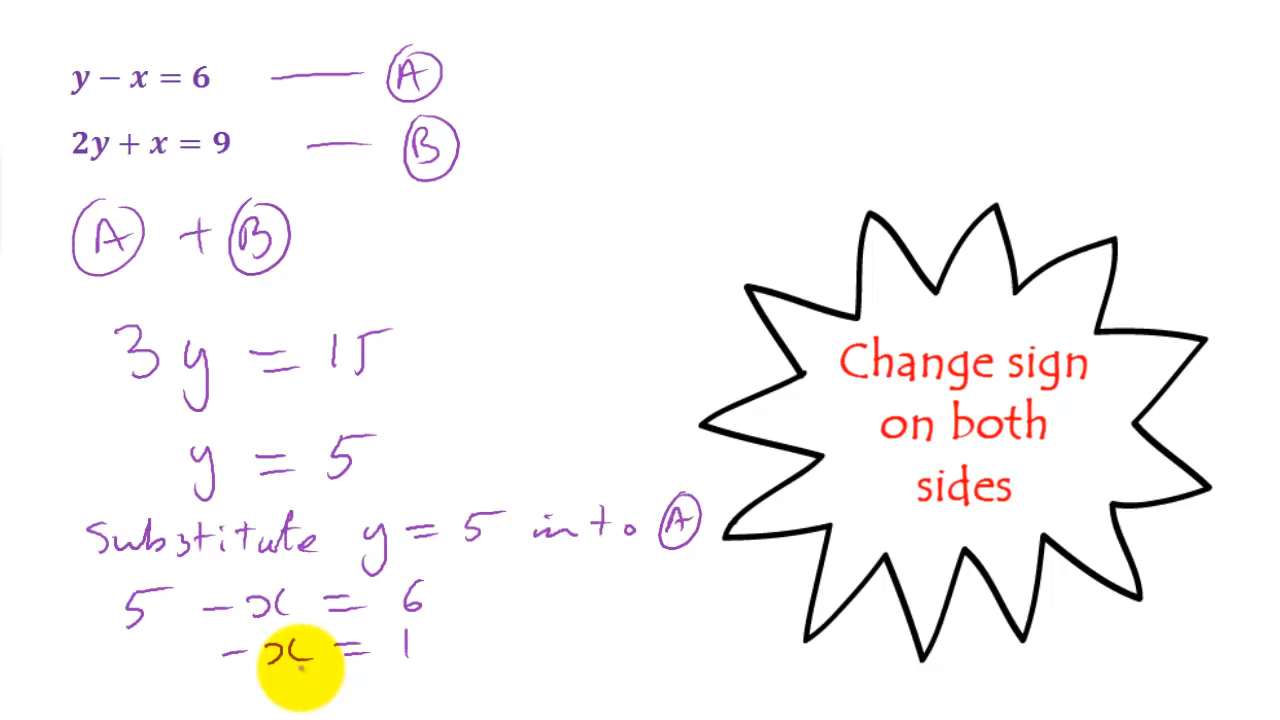 y − x = 6 —— A
2y + x = 9 — B
A + B
3y = 15
y = 5
Substitute y = 5 into A
5 - x = 6
- x = 1
Change sign
on both
sides